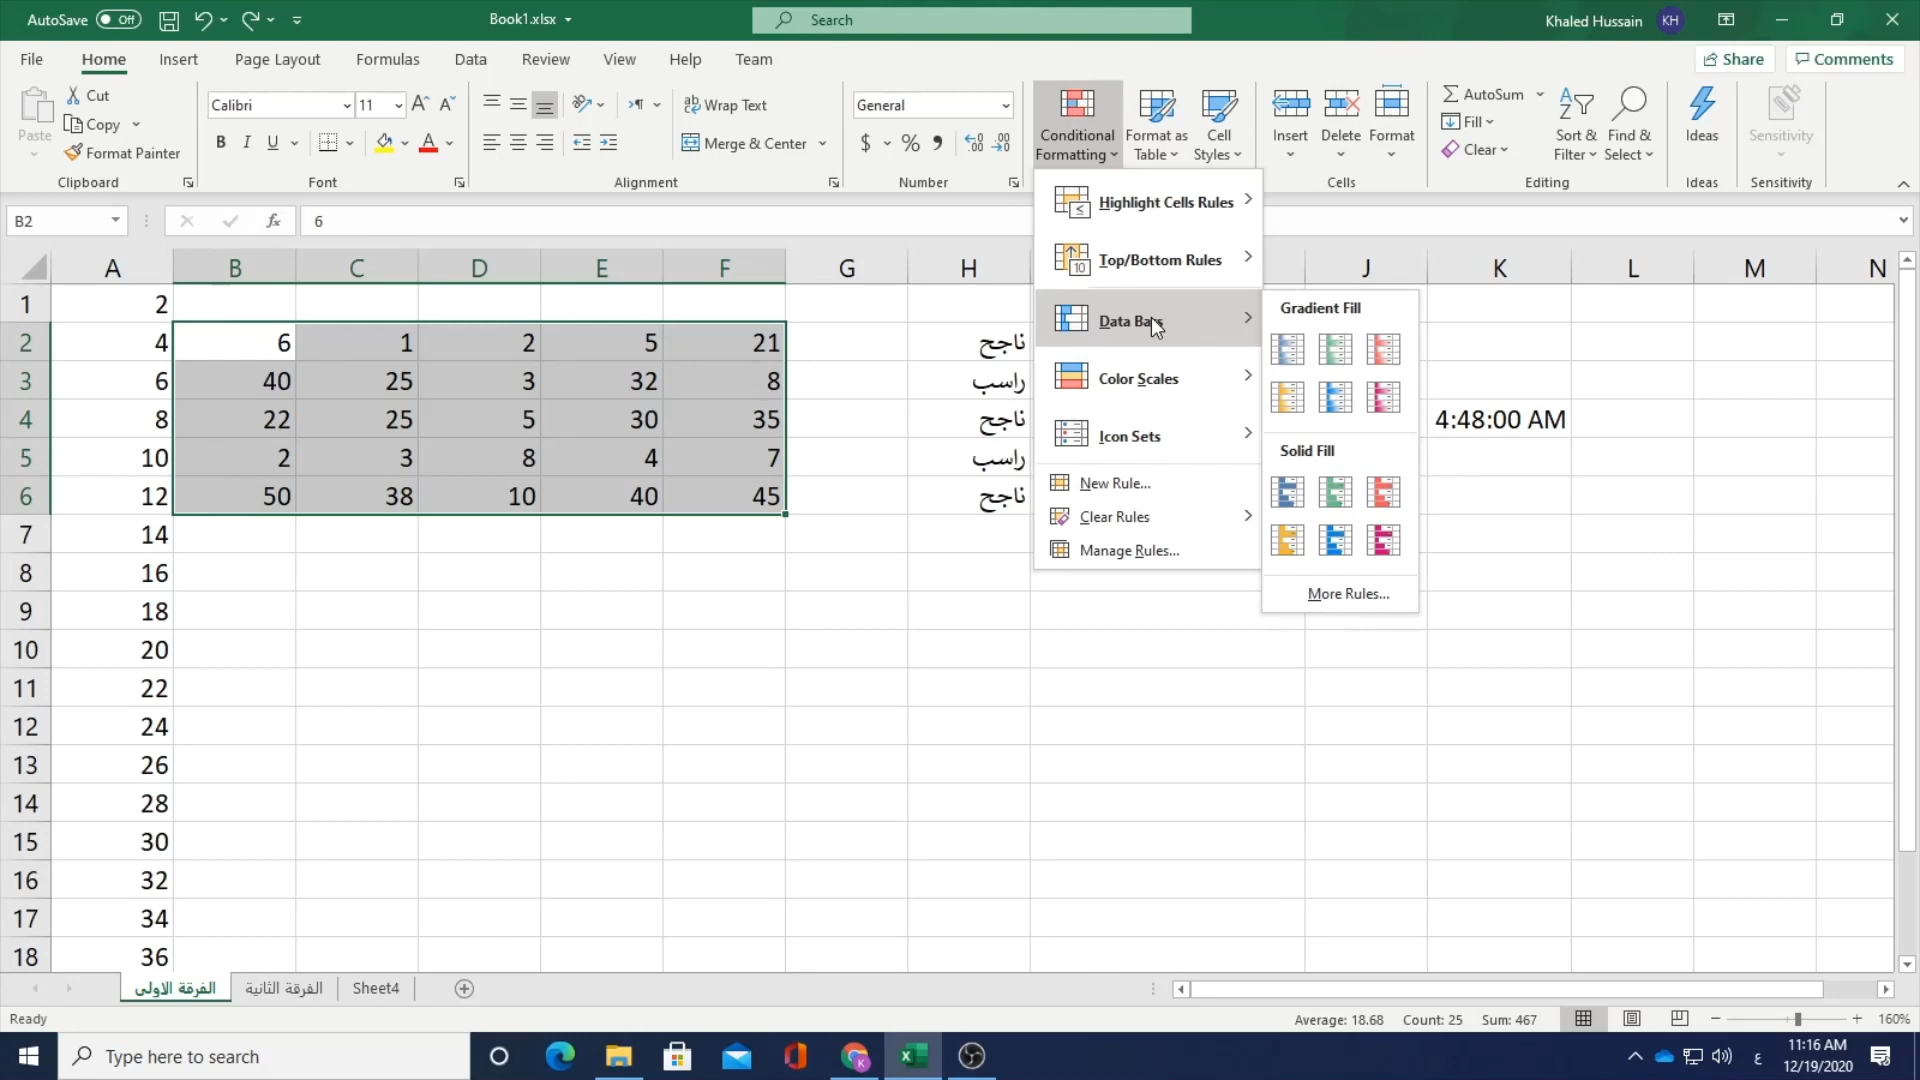 AutoSave Off Book1.xlsx Search Khaled Hussain KH
File Home Insert Page Layout Formulas Data Review View Help Team Share Comments
Paste Cut Copy Format Painter Clipboard
Calibri 11 B I U Font
Wrap Text Merge & Center Alignment
General $ % Number
Conditional Formatting Format as Table Cell Styles
Insert Delete Format Cells
AutoSum Fill Clear Sort & Filter Find & Select Editing
Ideas Ideas
Sensitivity Sensitivity
B2 fx 6
A B C D E F G H J K L M N
1 2
2 4 6 1 2 5 21 ناجح
3 6 40 25 3 32 8 راسب
4 8 22 25 5 30 35 ناجح 4:48:00 AM
5 10 2 3 8 4 7 راسب
6 12 50 38 10 40 45 ناجح
7 14
8 16
9 18
10 20
11 22
12 24
13 26
14 28
15 30
16 32
17 34
18 36
Highlight Cells Rules
Top/Bottom Rules
Data Bars
Color Scales
Icon Sets
New Rule...
Clear Rules
Manage Rules...
Gradient Fill
Solid Fill
More Rules...
الفرقة الاولى الفرقة الثانية Sheet4
Ready Average: 18.68 Count: 25 Sum: 467 160%
Type here to search ع 11:16 AM
12/19/2020